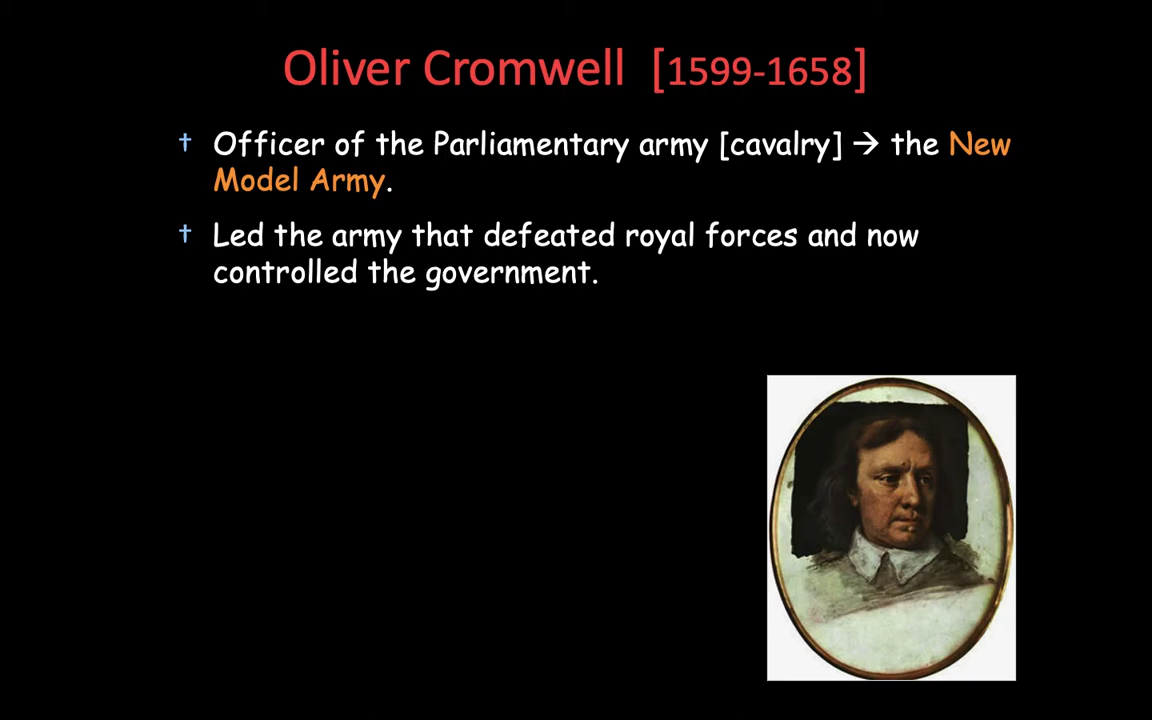 Oliver Cromwell [1599-1658]
† Officer of the Parliamentary army [cavalry] → the New
Model Army.
† Led the army that defeated royal forces and now
controlled the government.